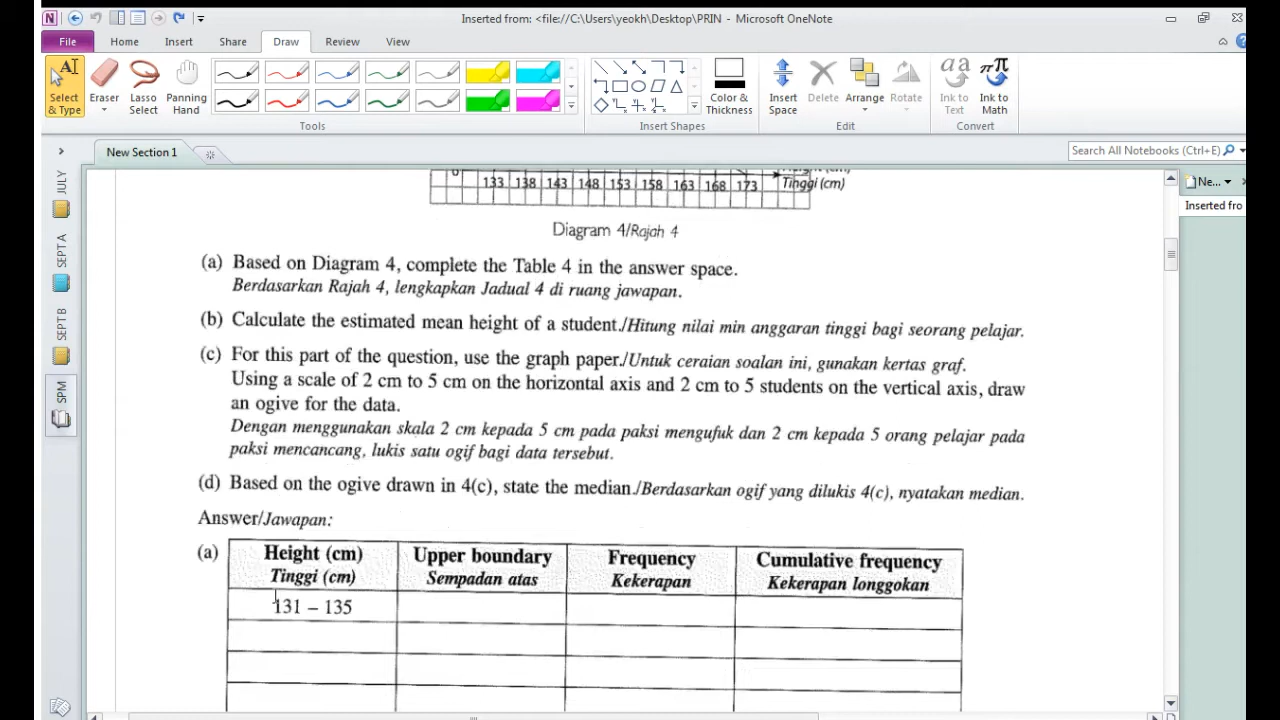 Inserted from: <file://C:\Users\yeokh\Desktop\PRIN - Microsoft OneNote
File Home Insert Share Draw Review View
Select & Type
Eraser
Lasso Select
Panning Hand
Color & Thickness
Insert Space
Delete
Arrange
Rotate
Ink to Text
Ink to Math
Tools
Insert Shapes
Edit
Convert
New Section 1
Search All Notebooks (Ctrl+E)
Ne...
Inserted fro
JULY
SEPT A
SEPT B
SPM
0 133 138 143 148 153 158 163 168 173 Tinggi (cm)
Diagram 4/Rajah 4
(a) Based on Diagram 4, complete the Table 4 in the answer space.
Berdasarkan Rajah 4, lengkapkan Jadual 4 di ruang jawapan.
(b) Calculate the estimated mean height of a student./Hitung nilai min anggaran tinggi bagi seorang pelajar.
(c) For this part of the question, use the graph paper./Untuk ceraian soalan ini, gunakan kertas graf.
Using a scale of 2 cm to 5 cm on the horizontal axis and 2 cm to 5 students on the vertical axis, draw
an ogive for the data.
Dengan menggunakan skala 2 cm kepada 5 cm pada paksi mengufuk dan 2 cm kepada 5 orang pelajar pada
paksi mencancang, lukis satu ogif bagi data tersebut.
(d) Based on the ogive drawn in 4(c), state the median./Berdasarkan ogif yang dilukis 4(c), nyatakan median.
Answer/Jawapan:
(a) Height (cm) Upper boundary Frequency Cumulative frequency
Tinggi (cm) Sempadan atas Kekerapan Kekerapan longgokan
131 – 135